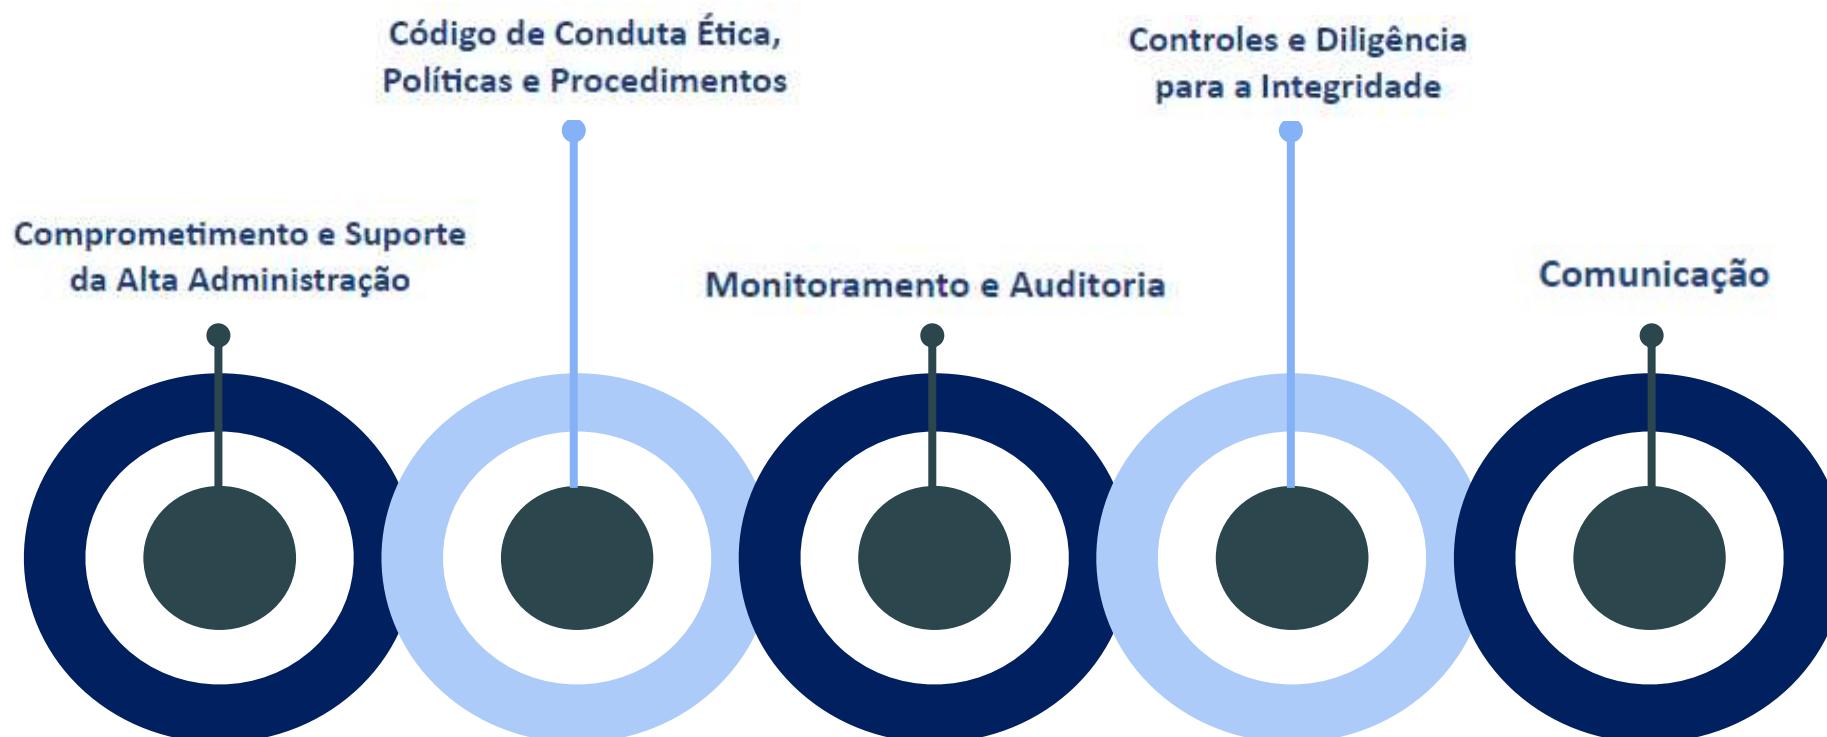 Comprometimento e Suporte
da Alta Administração
Código de Conduta Ética,
Políticas e Procedimentos
Monitoramento e Auditoria
Controles e Diligência
para a Integridade
Comunicação